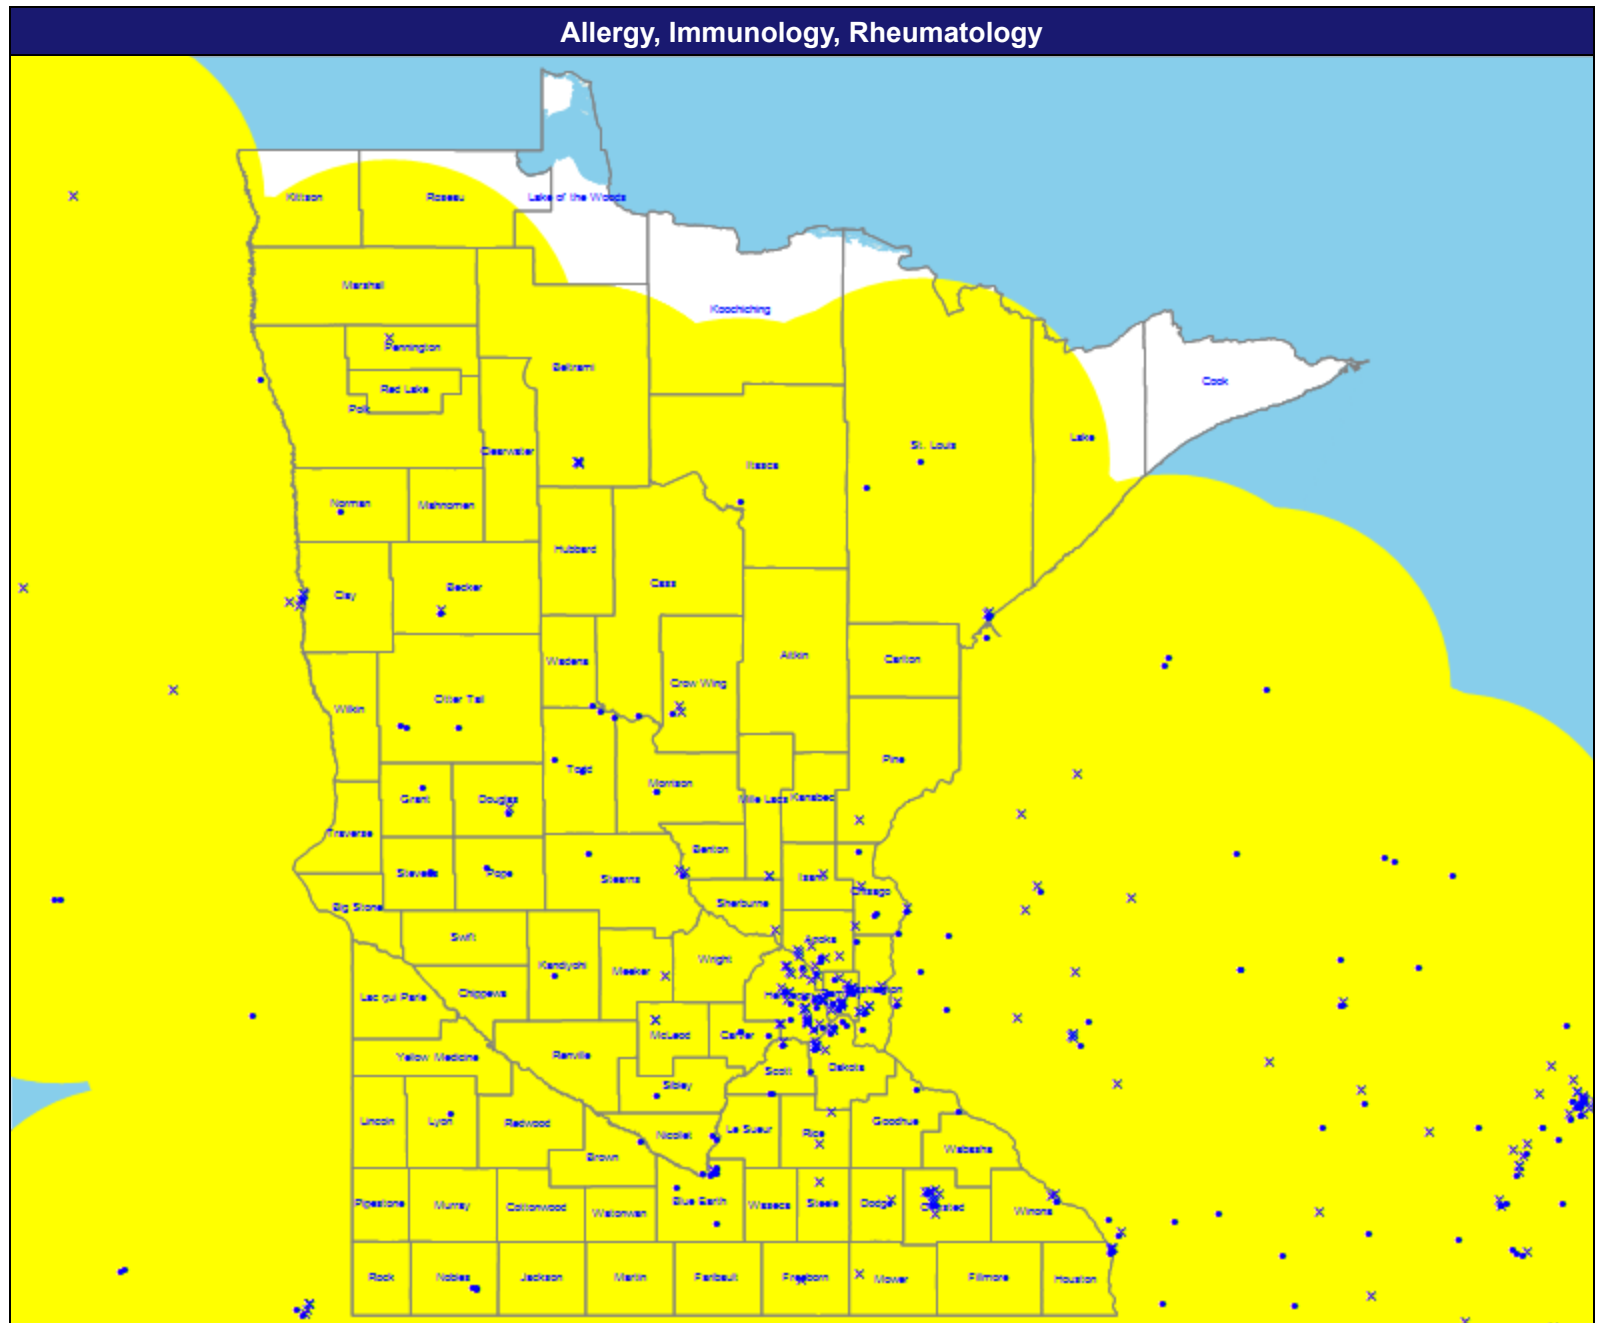 Allergy, Immunology, Rheumatology
Kittson
Roseau
Lake of the Woods
Marshall
Koochiching
Pennington
Beltrami
Red Lake
Polk
Cook
Clearwater
St. Louis
Lake
Itasca
Norman
Mahnomen
Hubbard
Cass
Clay
Becker
Wadena
Aitkin
Carlton
Otter Tail
Crow Wing
Wilkin
Pine
Todd
Morrison
Grant
Douglas
Mille Lacs
Kanabec
Traverse
Benton
Stevens
Pope
Stearns
Isanti
Chisago
Big Stone
Sherburne
Swift
Anoka
Kandiyohi
Meeker
Wright
Lac qui Parle
Chippewa
McLeod
Carver
Yellow Medicine
Renville
Scott
Dakota
Sibley
Lincoln
Lyon
Redwood
Nicollet
Le Sueur
Rice
Goodhue
Brown
Wabasha
Pipestone
Murray
Cottonwood
Watonwan
Blue Earth
Waseca
Steele
Dodge
Olmsted
Winona
Rock
Nobles
Jackson
Martin
Faribault
Freeborn
Mower
Fillmore
Houston